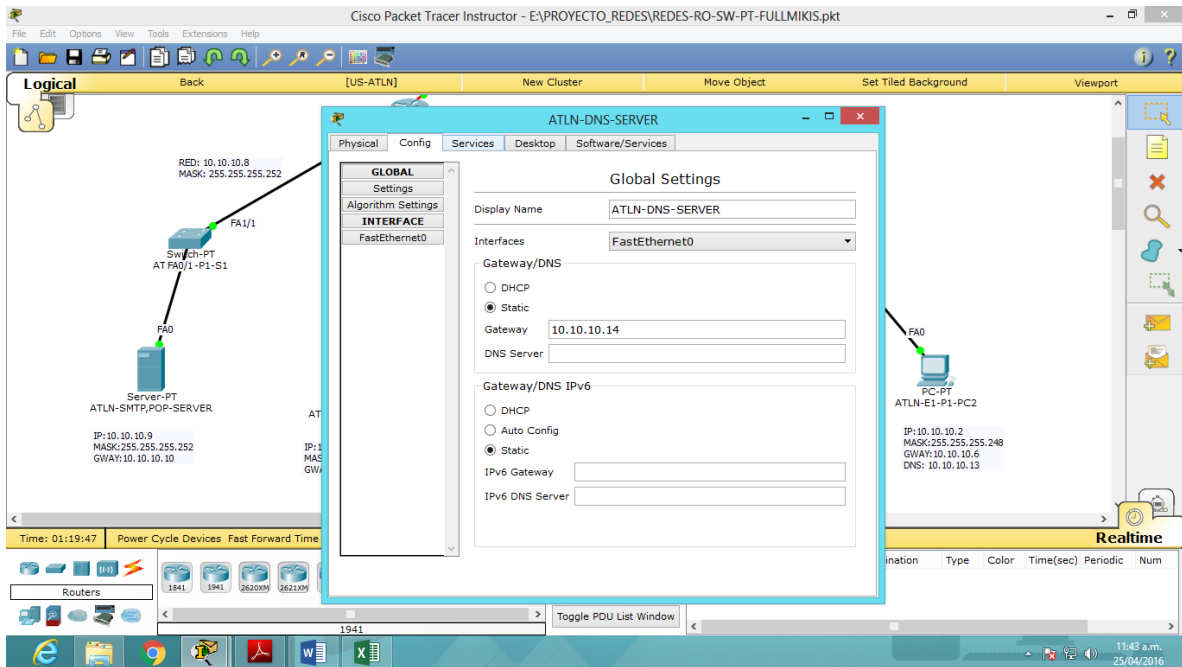 Cisco Packet Tracer Instructor - E:\PROYECTO_REDES\REDES-RO-SW-PT-FULLMIKIS.pkt
File Edit Options View Tools Extensions Help
Logical Back [US-ATLN] New Cluster Move Object Set Tiled Background Viewport
ATLN-DNS-SERVER
Physical Config Services Desktop Software/Services
GLOBAL
Settings
Algorithm Settings
INTERFACE
FastEthernet0
Global Settings
Display Name ATLN-DNS-SERVER
Interfaces FastEthernet0
Gateway/DNS
DHCP
Static
Gateway 10.10.10.14
DNS Server
Gateway/DNS IPv6
DHCP
Auto Config
Static
IPv6 Gateway
IPv6 DNS Server
RED: 10.10.10.8
MASK: 255.255.255.252
FA1/1
Switch-PT
AT FA0/1-P1-S1
FA0
Server-PT
ATLN-SMTP,POP-SERVER
IP:10.10.10.9
MASK:255.255.255.252
GWAY:10.10.10.10
AT
IP:1
MAS
GWA
FA0
PC-PT
ATLN-E1-P1-PC2
IP:10.10.10.2
MASK:255.255.255.248
GWAY:10.10.10.6
DNS: 10.10.10.13
Time: 01:19:47 Power Cycle Devices Fast Forward Time
Realtime
Routers
1841 1941 2620XM 2621XM
1941
Toggle PDU List Window
ination Type Color Time(sec) Periodic Num
11:43 a.m.
25/04/2016